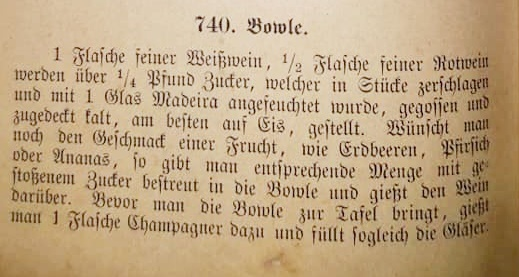 740. Bowle.
1 Flasche feiner Weißwein, 1/2 Flasche feiner Rotwein
werden über 1/4 Pfund Zucker, welcher in Stücke zerschlagen
und mit 1 Glas Madeira angefeuchtet wurde, gegossen und
zugedeckt kalt, am besten auf Eis, gestellt. Wünscht man
noch den Geschmack einer Frucht, wie Erdbeeren, Pfirsich
oder Ananas, so gibt man entsprechende Menge mit ge-
stoßenem Zucker bestreut in die Bowle und gießt den Wein
darüber. Bevor man die Bowle zur Tafel bringt, gießt
man 1 Flasche Champagner dazu und füllt sogleich die Gläser.